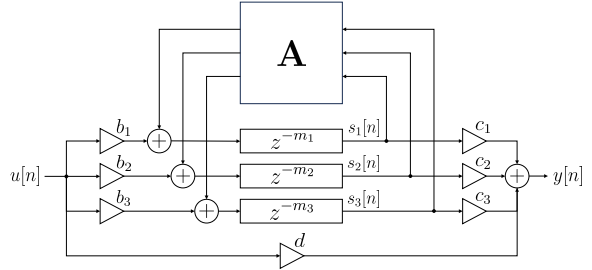 A
b₁ z⁻ᵐ¹ s₁[n] c₁
u[n] b₂ z⁻ᵐ² s₂[n] c₂ y[n]
b₃ z⁻ᵐ³ s₃[n] c₃
d